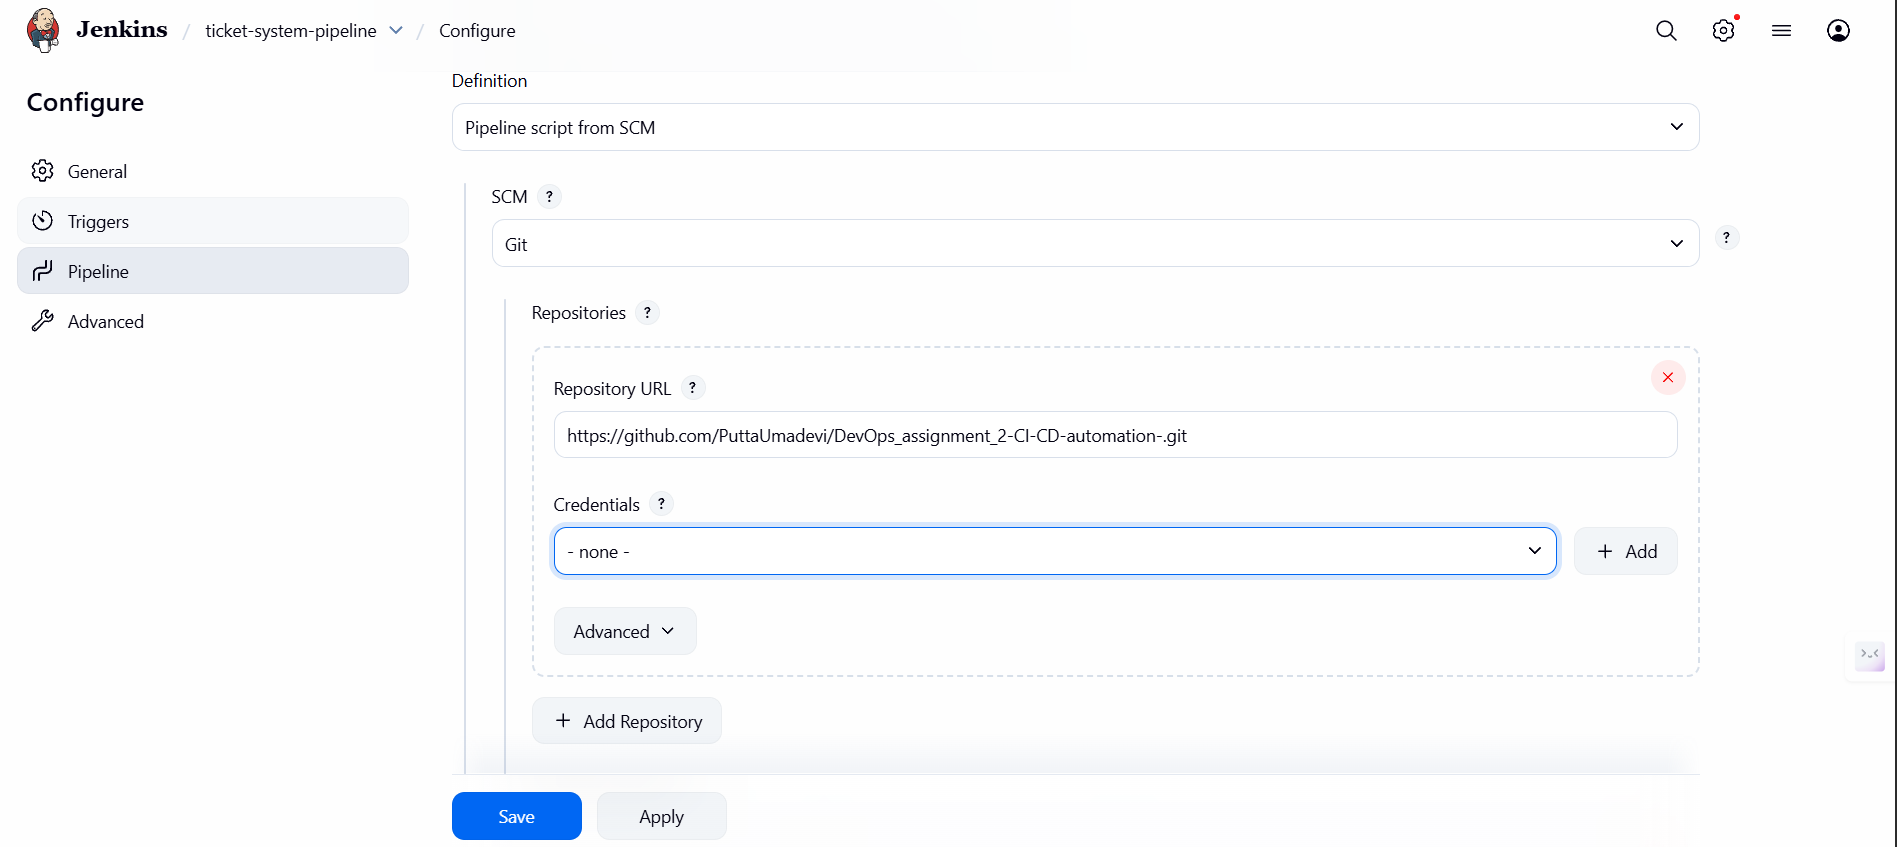 Jenkins / ticket-system-pipeline / Configure
Configure
General
Triggers
Pipeline
Advanced
Definition
Pipeline script from SCM
SCM ?
Git
?
Repositories ?
Repository URL ?
https://github.com/PuttaUmadevi/DevOps_assignment_2-CI-CD-automation-.git
Credentials ?
- none -
+ Add
Advanced
+ Add Repository
Save
Apply